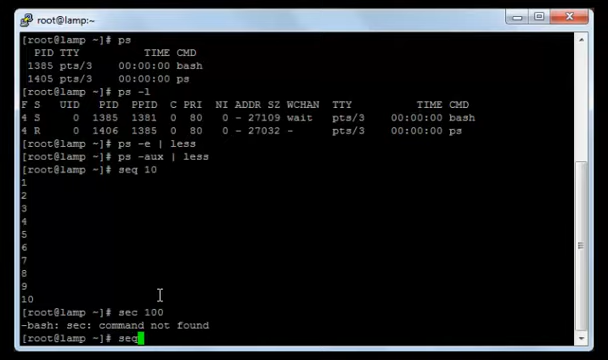 root@lamp:~
[root@lamp ~]# ps
PID TTY TIME CMD
1385 pts/3 00:00:00 bash
1405 pts/3 00:00:00 ps
[root@lamp ~]# ps -l
F S UID PID PPID C PRI NI ADDR SZ WCHAN TTY TIME CMD
4 S 0 1385 1381 0 80 0 - 27109 wait pts/3 00:00:00 bash
4 R 0 1406 1385 0 80 0 - 27032 - pts/3 00:00:00 ps
[root@lamp ~]# ps -e | less
[root@lamp ~]# ps -aux | less
[root@lamp ~]# seq 10
1
2
3
4
5
6
7
8
9
10
[root@lamp ~]# sec 100
-bash: sec: command not found
[root@lamp ~]# seq